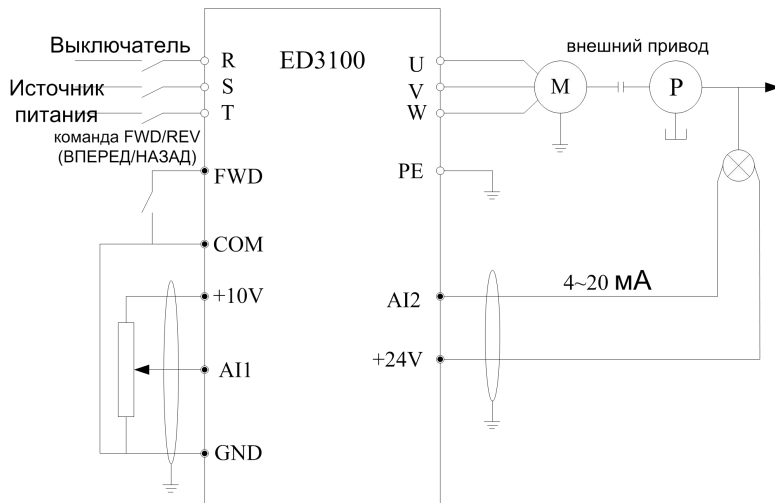 Выключатель
R
ED3100
внешний привод
U
Источник
S
V
M
P
питания
T
W
команда FWD/REV
(ВПЕРЕД/НАЗАД)
FWD
PE
COM
+10V
AI2
4~20 мА
AI1
+24V
GND